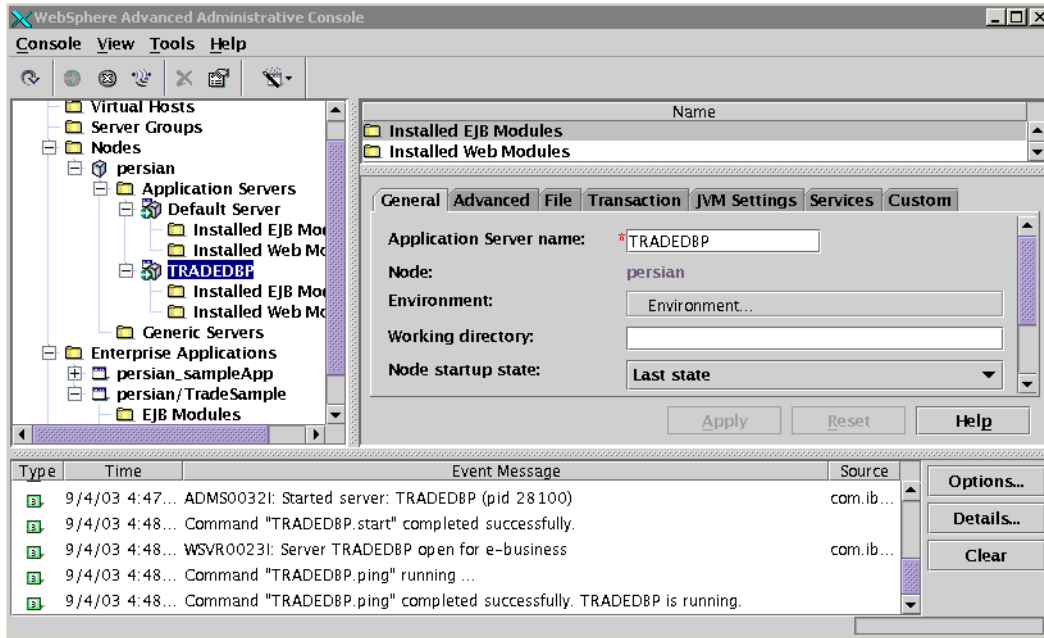 WebSphere Advanced Administrative Console
Console View Tools Help
Virtual Hosts
Server Groups
Nodes
persian
Application Servers
Default Server
Installed EJB Mo
Installed Web Mo
TRADEDBP
Installed EJB Mo
Installed Web Mo
Generic Servers
Enterprise Applications
persian_sampleApp
persian/TradeSample
EJB Modules
Name
Installed EJB Modules
Installed Web Modules
General Advanced File Transaction JVM Settings Services Custom
Application Server name: *TRADEDBP
Node: persian
Environment: Environment...
Working directory:
Node startup state: Last state
Apply Reset Help
Type Time Event Message Source
9/4/03 4:47... ADMS0032I: Started server: TRADEDBP (pid 28100) com.ib...
9/4/03 4:48... Command "TRADEDBP.start" completed successfully.
9/4/03 4:48... WSVR0023I: Server TRADEDBP open for e-business com.ib...
9/4/03 4:48... Command "TRADEDBP.ping" running ...
9/4/03 4:48... Command "TRADEDBP.ping" completed successfully. TRADEDBP is running.
Options...
Details...
Clear